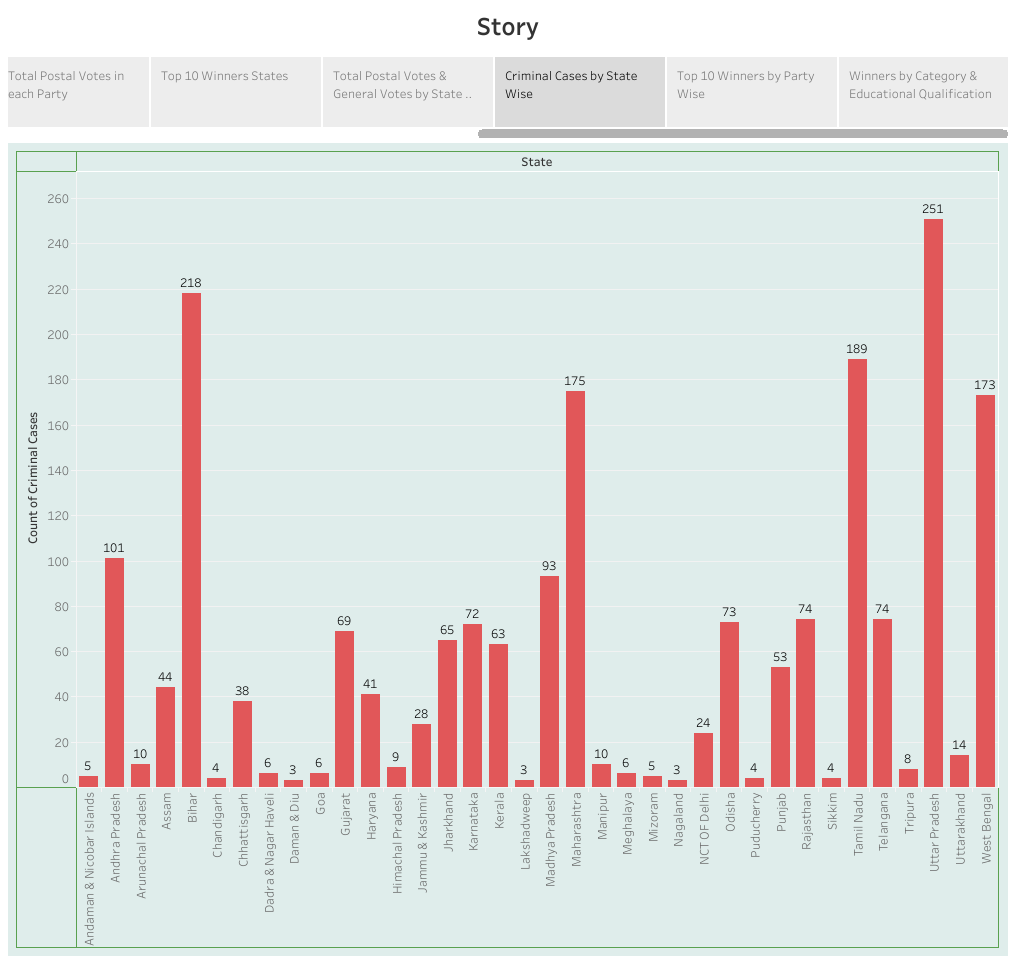 Story
Total Postal Votes in
each Party
Top 10 Winners States
Total Postal Votes &
General Votes by State ..
Criminal Cases by State
Wise
Top 10 Winners by Party
Wise
Winners by Category &
Educational Qualification
State
Count of Criminal Cases
260
240
220
200
180
160
140
120
100
80
60
40
20
0
5
101
10
44
218
4
38
6
3
6
69
41
9
28
65
72
63
3
93
175
10
6
5
3
24
73
4
53
74
4
189
74
8
251
14
173
Andaman & Nicobar Islands
Andhra Pradesh
Arunachal Pradesh
Assam
Bihar
Chandigarh
Chhattisgarh
Dadra & Nagar Haveli
Daman & Diu
Goa
Gujarat
Haryana
Himachal Pradesh
Jammu & Kashmir
Jharkhand
Karnataka
Kerala
Lakshadweep
Madhya Pradesh
Maharashtra
Manipur
Meghalaya
Mizoram
Nagaland
NCT OF Delhi
Odisha
Puducherry
Punjab
Rajasthan
Sikkim
Tamil Nadu
Telangana
Tripura
Uttar Pradesh
Uttarakhand
West Bengal